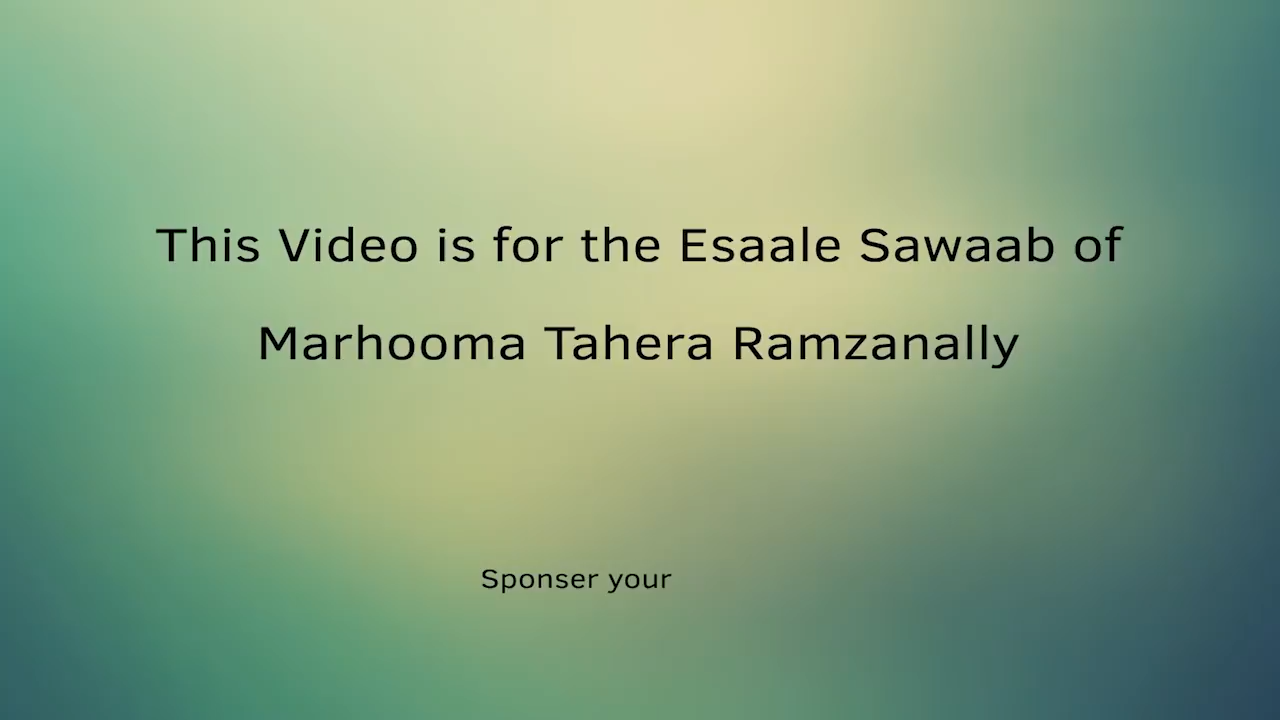 This Video is for the Esaale Sawaab of
Marhooma Tahera Ramzanally
Sponser your